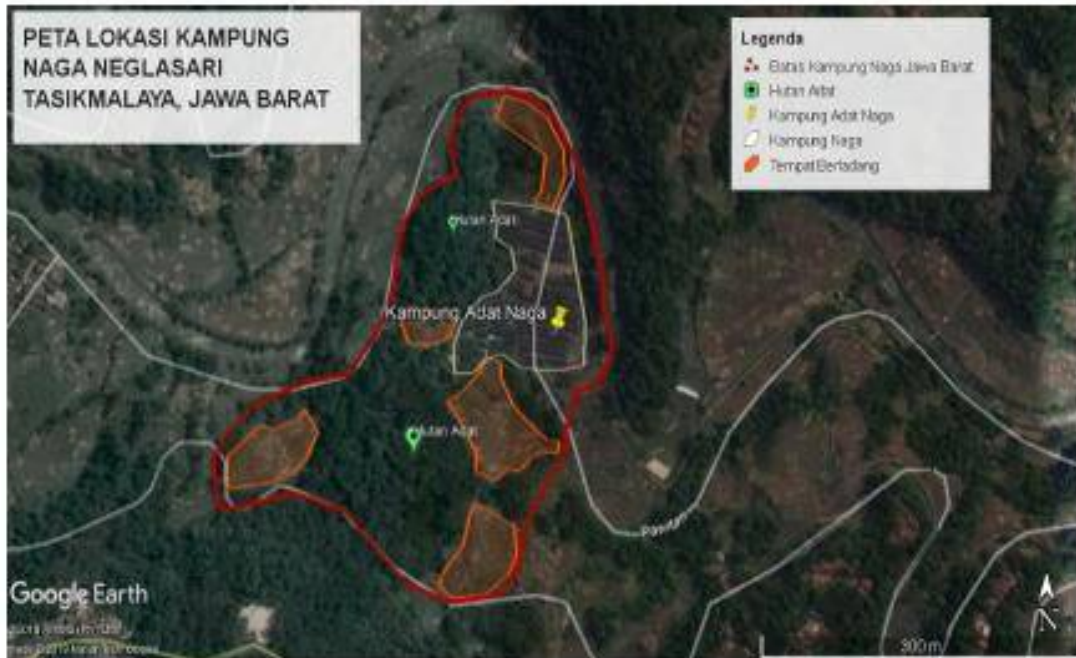 PETA LOKASI KAMPUNG
NAGA NEGLASARI
TASIKMALAYA, JAWA BARAT
Legenda
Batas Kampung Naga Jawa Barat
Hutan Adat
Kampung Adat Naga
Kampung Naga
Tempat Berladang
Hutan Adat
Kampung Adat Naga
Hutan Adat
Google Earth
300 m
N